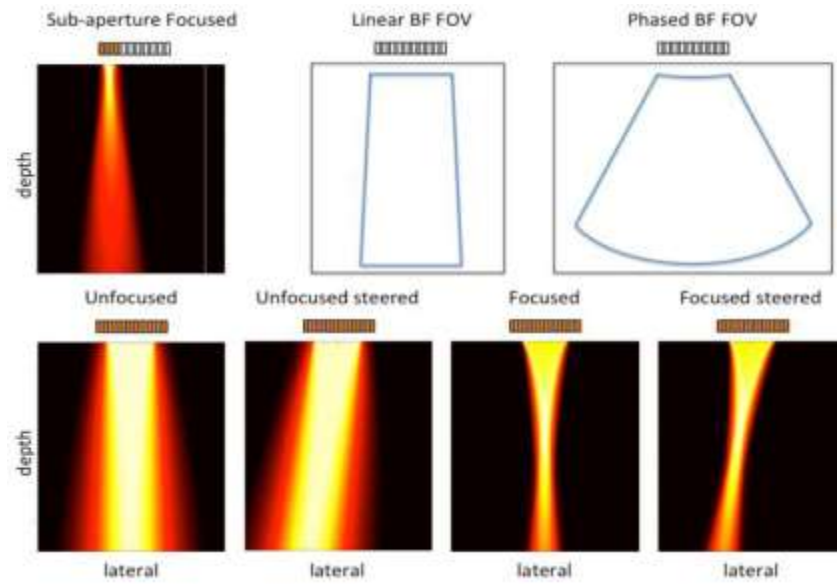 Sub-aperture Focused
Linear BF FOV
Phased BF FOV
depth
Unfocused
Unfocused steered
Focused
Focused steered
depth
lateral
lateral
lateral
lateral